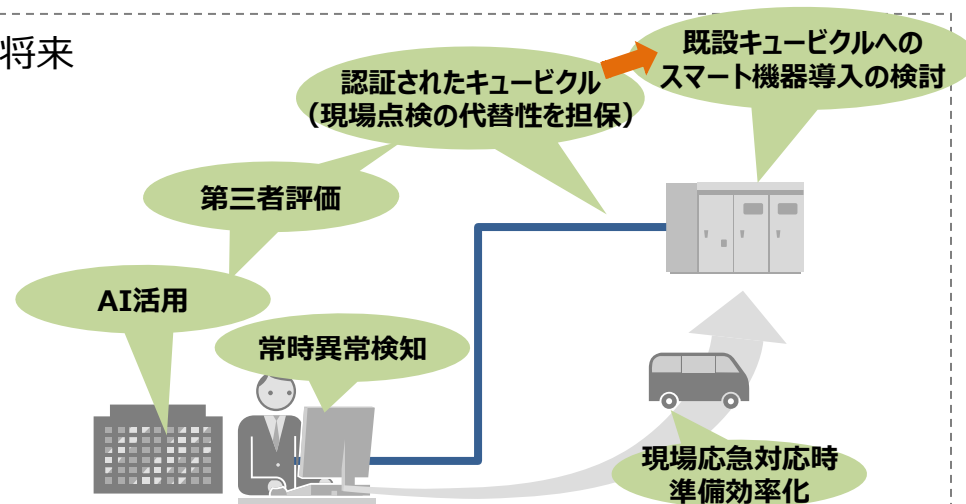 将来
既設キュービクルへの
スマート機器導入の検討
認証されたキュービクル
（現場点検の代替性を担保）
第三者評価
AI活用
常時異常検知
現場応急対応時
準備効率化